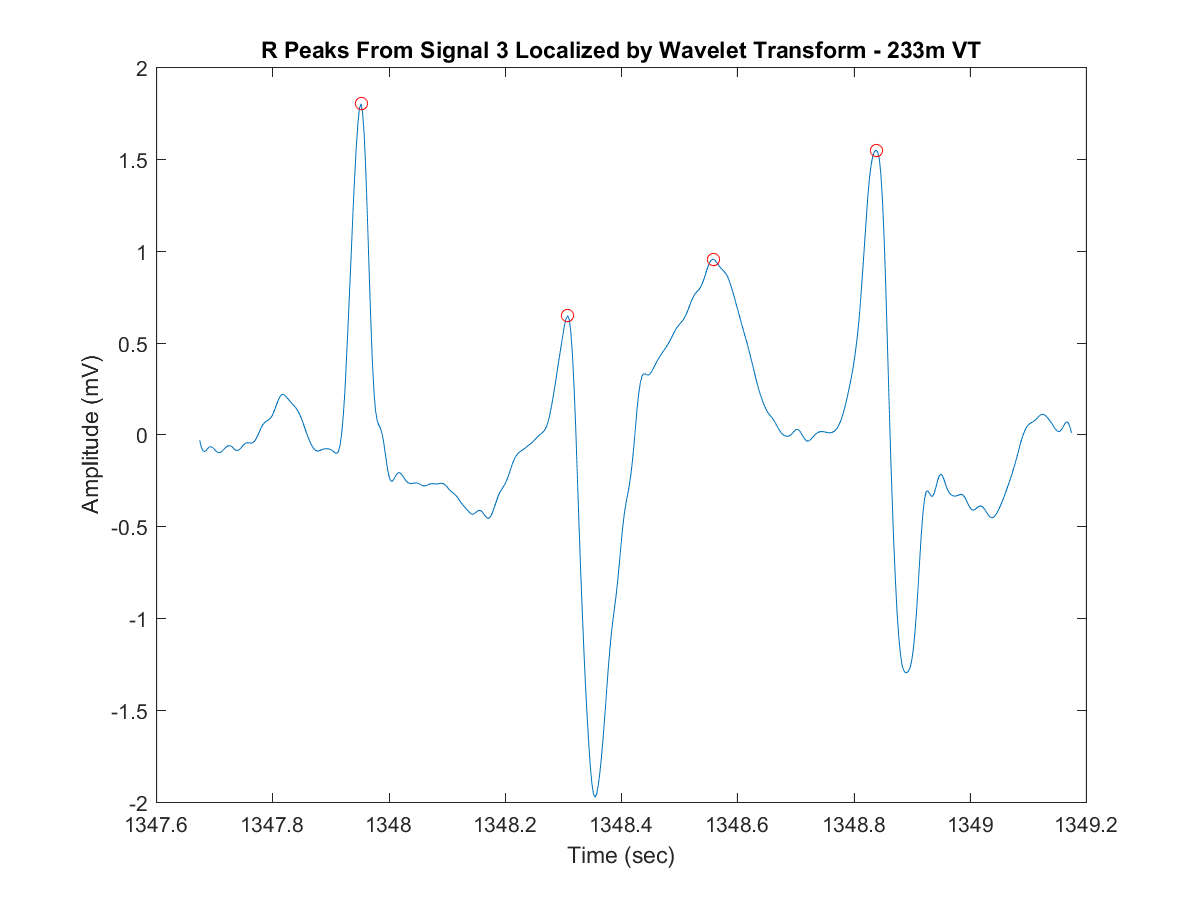 R Peaks From Signal 3 Localized by Wavelet Transform - 233m VT
2
1.5
1
0.5
0
-0.5
-1
-1.5
-2
Amplitude (mV)
1347.6 1347.8 1348 1348.2 1348.4 1348.6 1348.8 1349 1349.2
Time (sec)